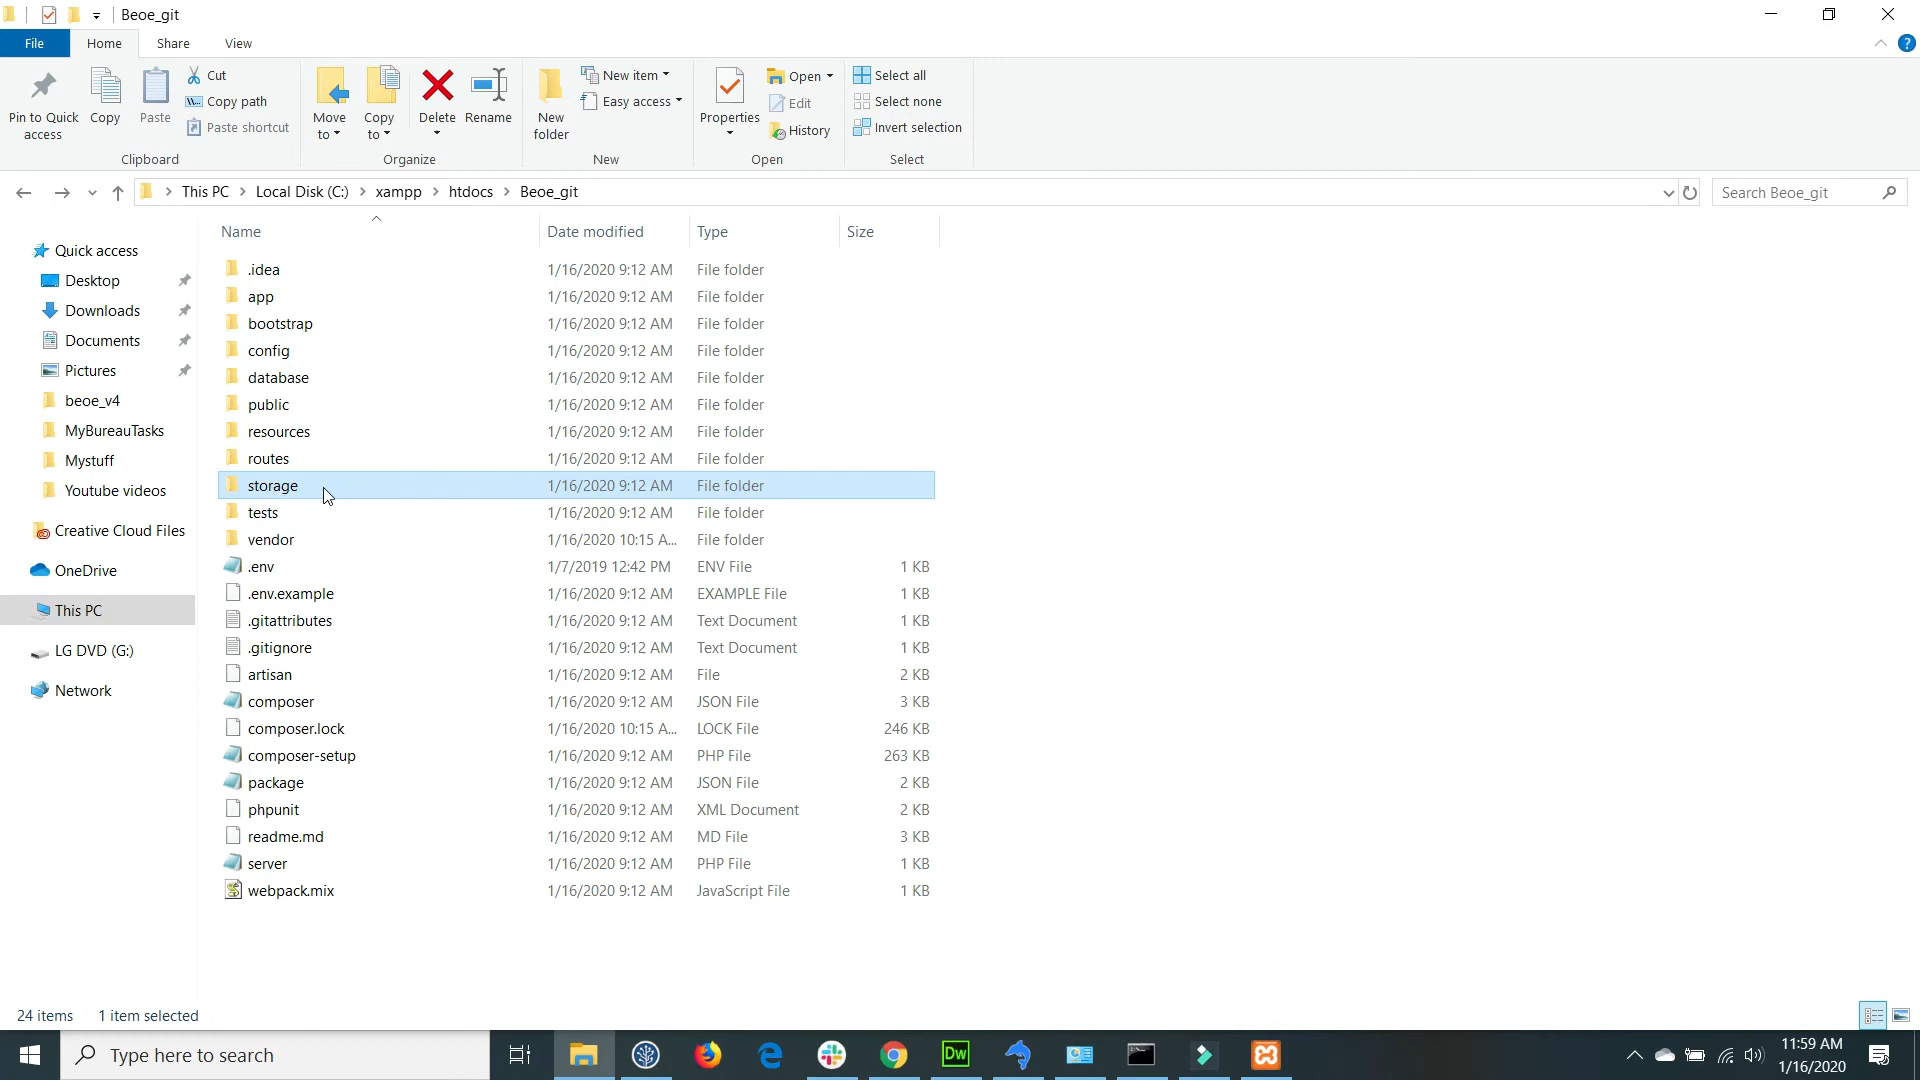 Beoe_git
File Home Share View
Pin to Quick access
Copy
Paste
Cut
Copy path
Paste shortcut
Clipboard
Move to
Copy to
Delete
Rename
Organize
New folder
New item
Easy access
New
Properties
Open
Edit
History
Open
Select all
Select none
Invert selection
Select
This PC > Local Disk (C:) > xampp > htdocs > Beoe_git
Search Beoe_git
Quick access
Desktop
Downloads
Documents
Pictures
beoe_v4
MyBureauTasks
Mystuff
Youtube videos
Creative Cloud Files
OneDrive
This PC
LG DVD (G:)
Network
Name Date modified Type Size
.idea 1/16/2020 9:12 AM File folder
app 1/16/2020 9:12 AM File folder
bootstrap 1/16/2020 9:12 AM File folder
config 1/16/2020 9:12 AM File folder
database 1/16/2020 9:12 AM File folder
public 1/16/2020 9:12 AM File folder
resources 1/16/2020 9:12 AM File folder
routes 1/16/2020 9:12 AM File folder
storage 1/16/2020 9:12 AM File folder
tests 1/16/2020 9:12 AM File folder
vendor 1/16/2020 10:15 A... File folder
.env 1/7/2019 12:42 PM ENV File 1 KB
.env.example 1/16/2020 9:12 AM EXAMPLE File 1 KB
.gitattributes 1/16/2020 9:12 AM Text Document 1 KB
.gitignore 1/16/2020 9:12 AM Text Document 1 KB
artisan 1/16/2020 9:12 AM File 2 KB
composer 1/16/2020 9:12 AM JSON File 3 KB
composer.lock 1/16/2020 10:15 A... LOCK File 246 KB
composer-setup 1/16/2020 9:12 AM PHP File 263 KB
package 1/16/2020 9:12 AM JSON File 2 KB
phpunit 1/16/2020 9:12 AM XML Document 2 KB
readme.md 1/16/2020 9:12 AM MD File 3 KB
server 1/16/2020 9:12 AM PHP File 1 KB
webpack.mix 1/16/2020 9:12 AM JavaScript File 1 KB
24 items 1 item selected
Type here to search
Dw
11:59 AM
1/16/2020